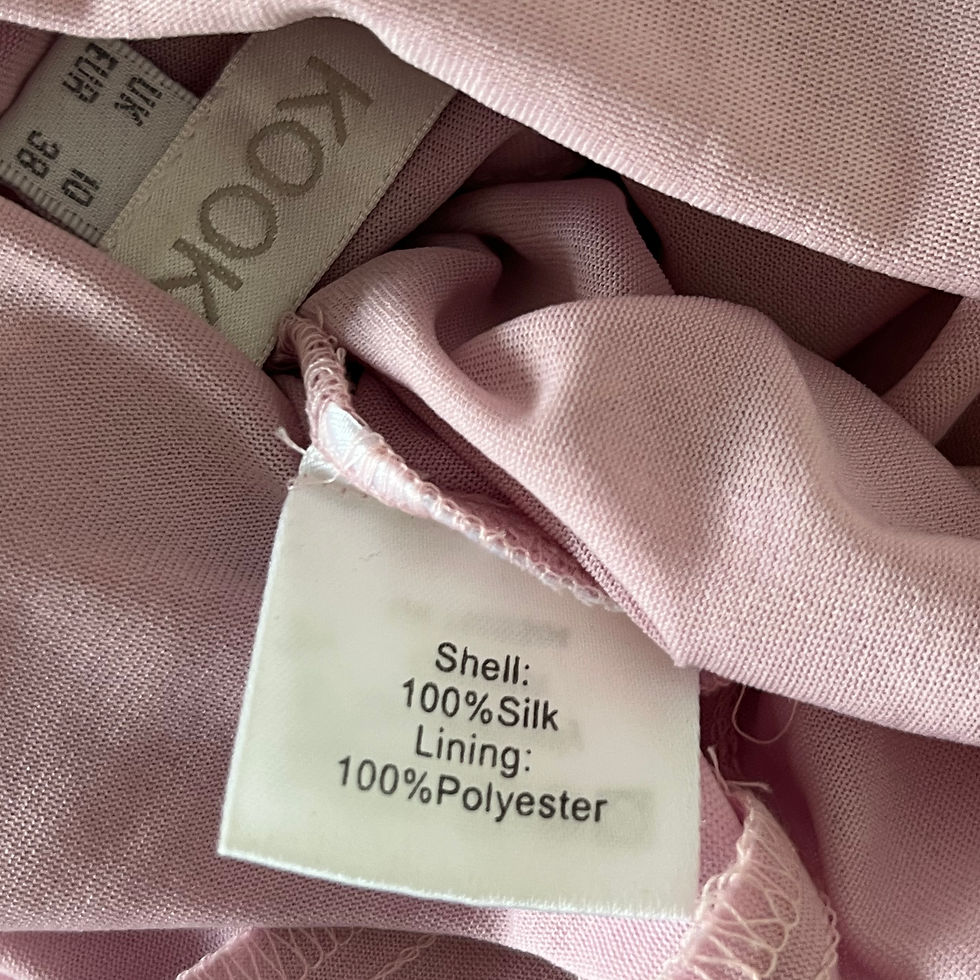 UK 10
EUR 38
KOOK
Shell:
100%Silk
Lining:
100%Polyester